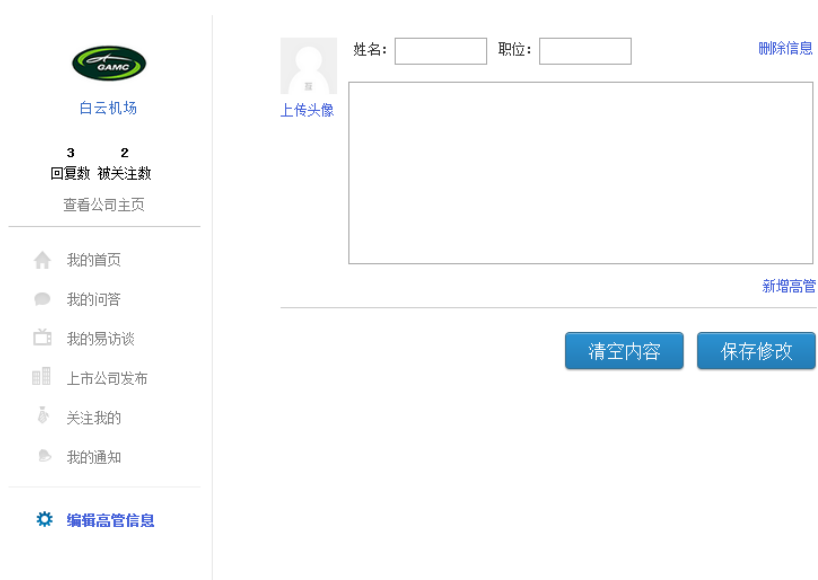 GAMC
白云机场
3 2
回复数 被关注数
查看公司主页
我的首页
我的问答
我的易访谈
上市公司发布
关注我的
我的通知
编辑高管信息
姓名: 职位: 删除信息
上传头像
新增高管
清空内容 保存修改